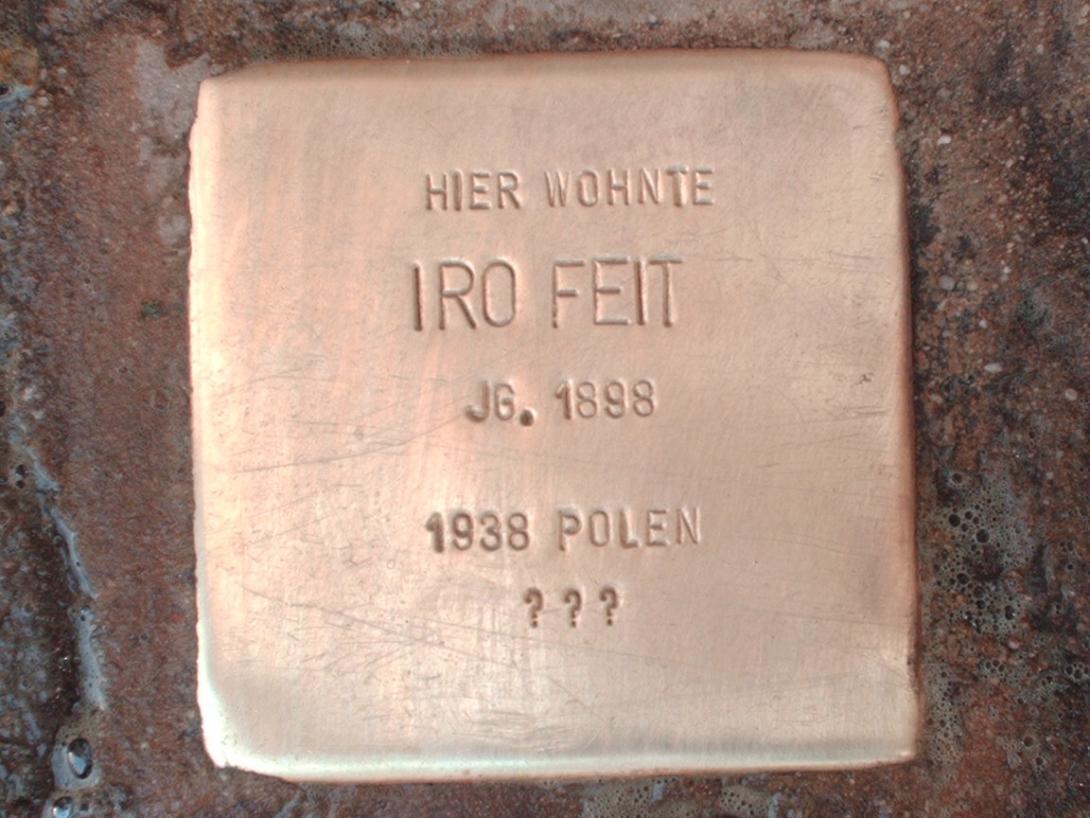 HIER WOHNTE
IRO FEIT
JG. 1898
1938 POLEN
???